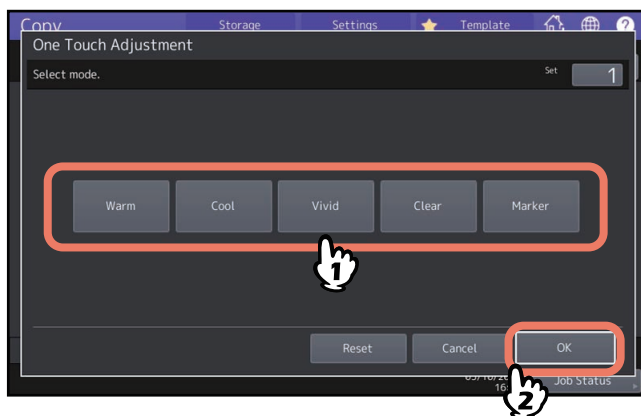 Copy Storage Settings Template ?
One Touch Adjustment
Select mode. Set 1
Warm Cool Vivid Clear Marker
1
Reset Cancel OK
Job Status
2